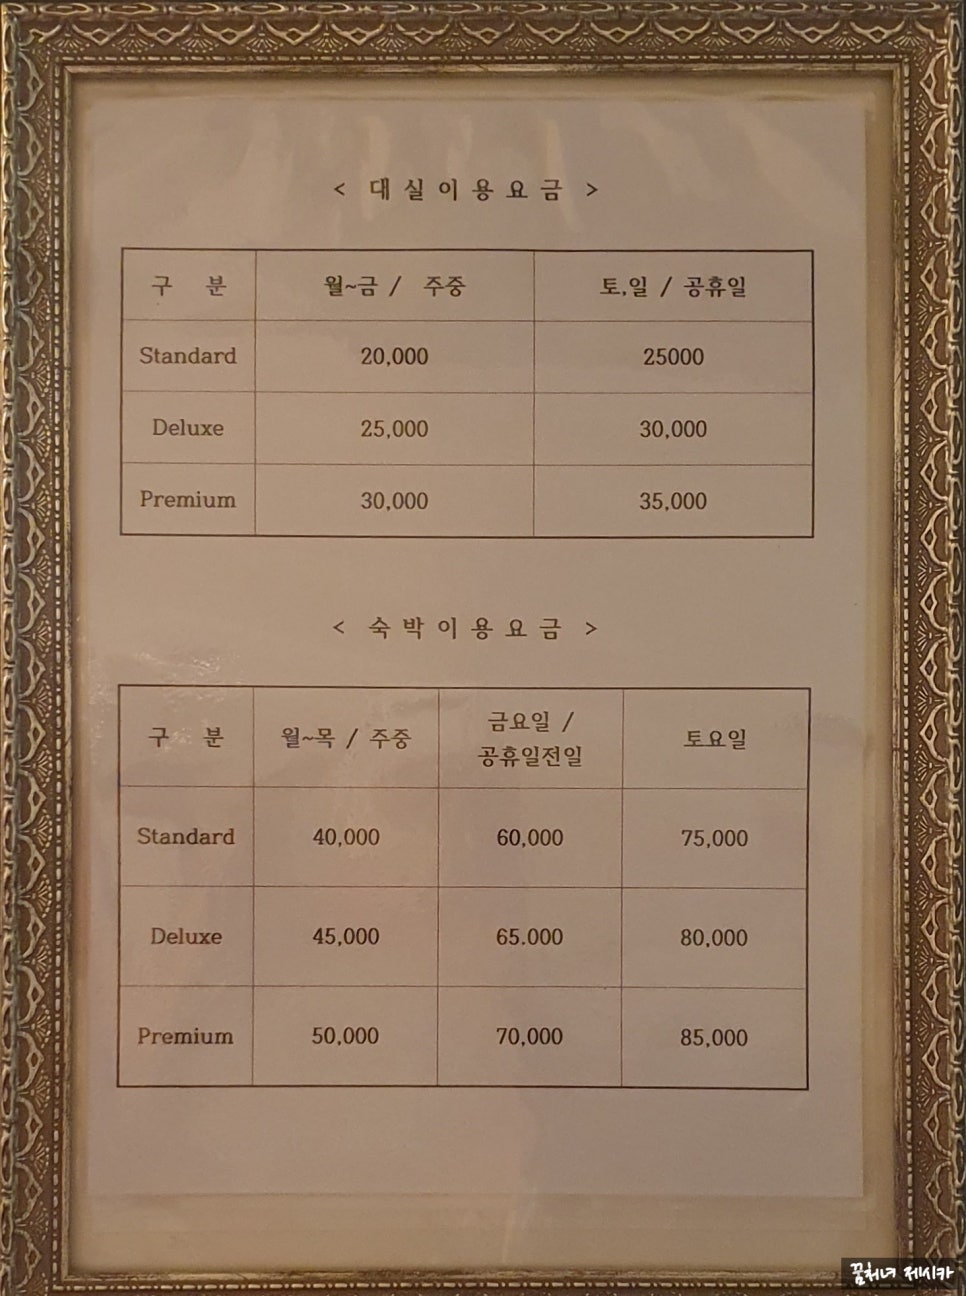 < 대 실 이 용 요 금 >
구 분 월~금 / 주중 토,일 / 공휴일
Standard 20,000 25000
Deluxe 25,000 30,000
Premium 30,000 35,000
< 숙 박 이 용 요 금 >
구 분 월~목 / 주중 금요일 / 공휴일전일 토요일
Standard 40,000 60,000 75,000
Deluxe 45,000 65.000 80,000
Premium 50,000 70,000 85,000
꿈처녀 제시카